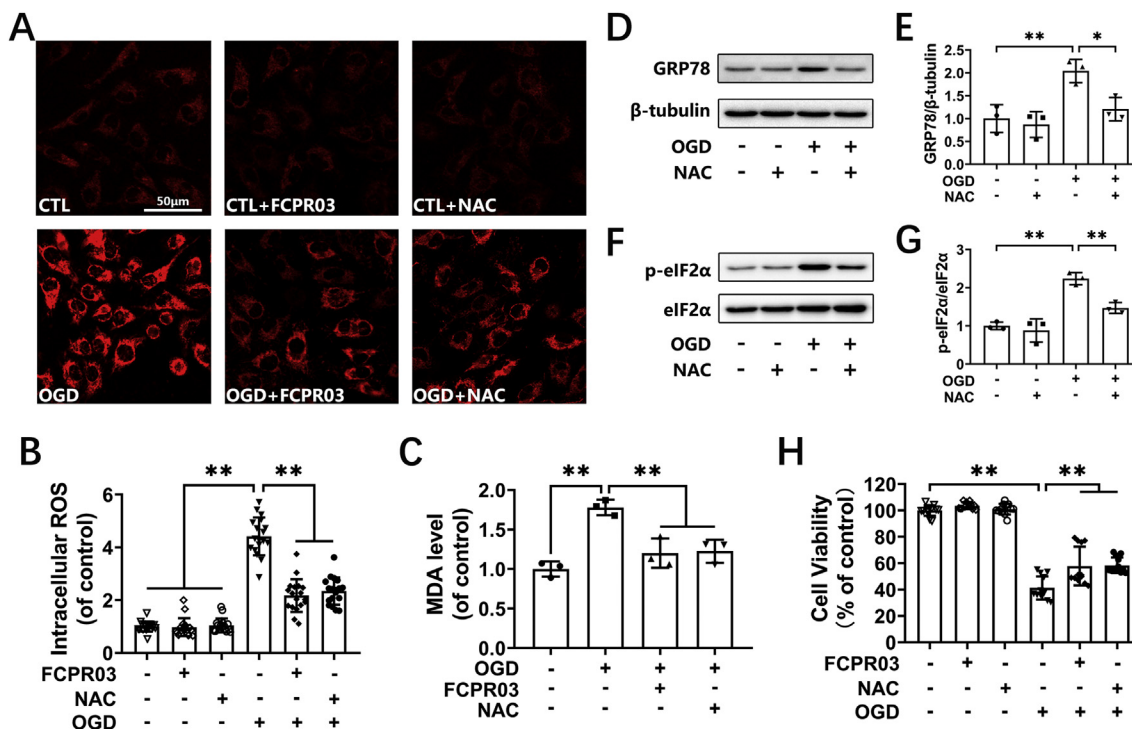 A
CTL
50μm
CTL+FCPR03
CTL+NAC
OGD
OGD+FCPR03
OGD+NAC
B
Intracellular ROS
(of control)
6
4
2
0
** **
FCPR03 - + - - + -
NAC - - + - - +
OGD - - - + + +
C
MDA level
(of control)
2.0
1.5
1.0
0.5
0.0
** **
OGD - + + +
FCPR03 - - + -
NAC - - - +
D
GRP78
β-tubulin
OGD - - + +
NAC - + - +
E
GRP78/β-tubulin
2.5
2.0
1.5
1.0
0.5
0.0
** *
OGD - - + +
NAC - + - +
F
p-eIF2α
eIF2α
OGD - - + +
NAC - + - +
G
p-eIF2α/eIF2α
3
2
1
0
** **
OGD - - + +
NAC - + - +
H
Cell Viability
(% of control)
120
100
80
60
40
20
0
** **
FCPR03 - + - - + -
NAC - - + - - +
OGD - - - + + +